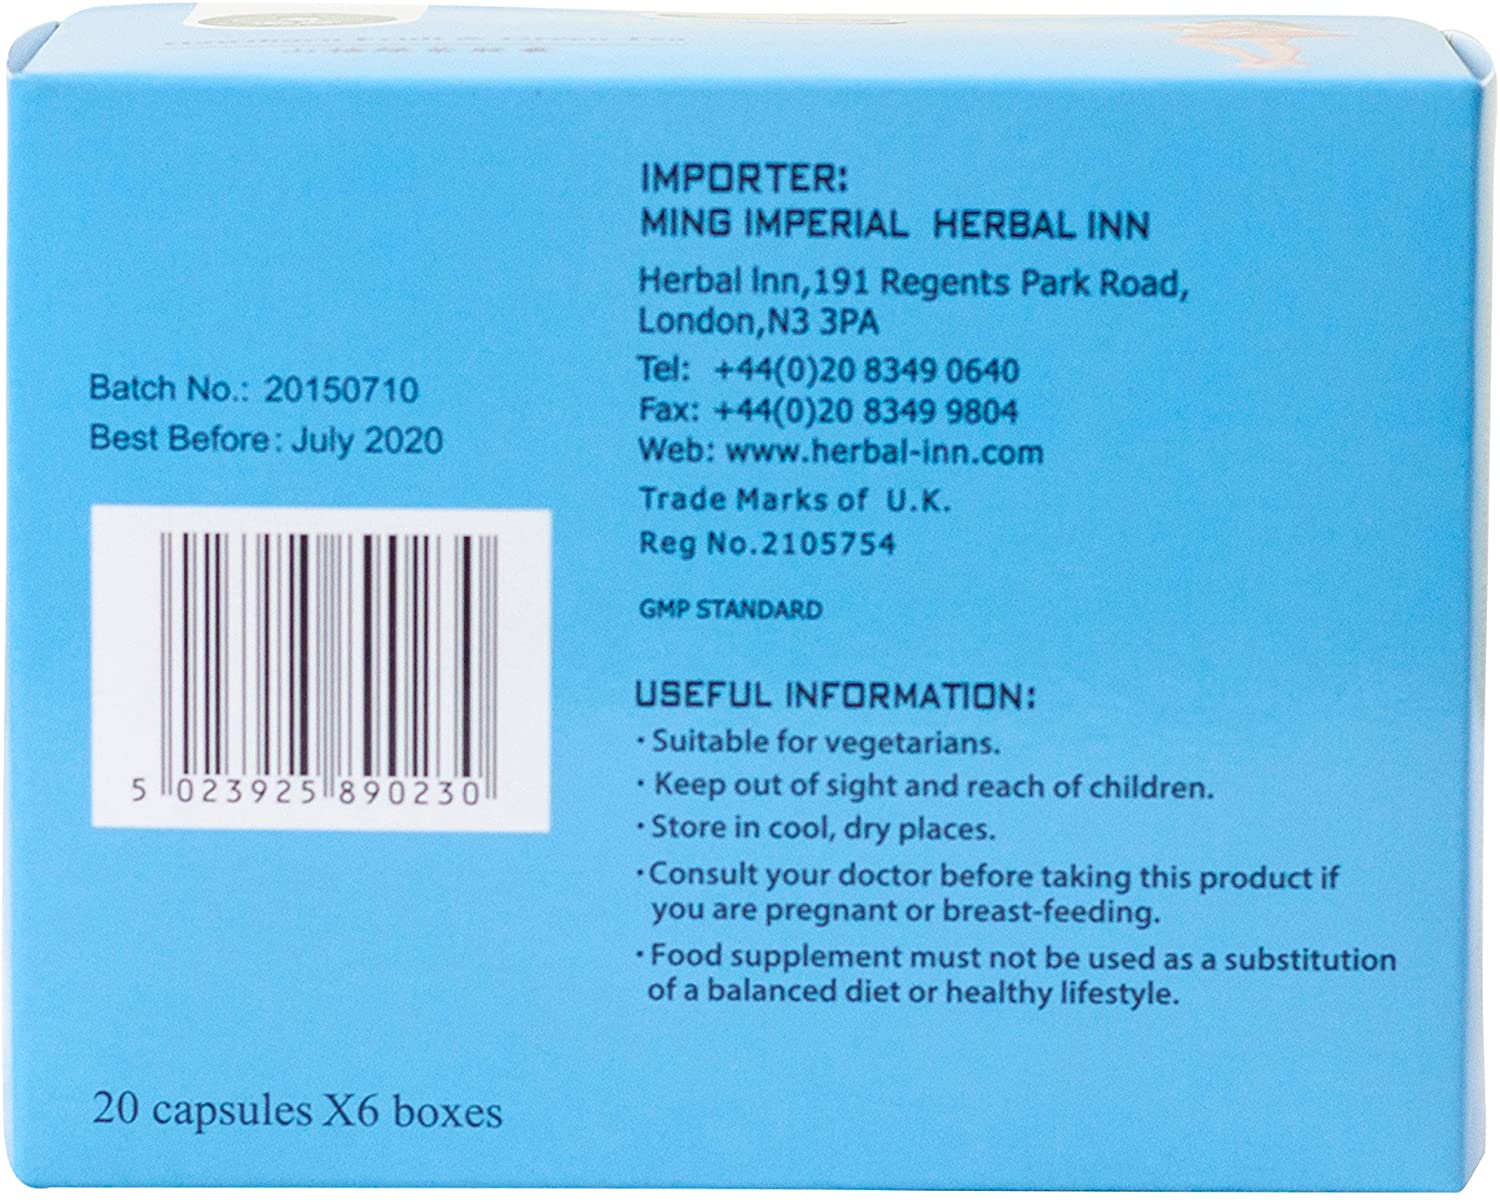 Green Tea
Batch No.: 20150710
Best Before: July 2020
5 023925 890230
20 capsules X6 boxes
IMPORTER:
MING IMPERIAL HERBAL INN
Herbal Inn,191 Regents Park Road,
London,N3 3PA
Tel: +44(0)20 8349 0640
Fax: +44(0)20 8349 9804
Web: www.herbal-inn.com
Trade Marks of U.K.
Reg No.2105754
GMP STANDARD
USEFUL INFORMATION:
· Suitable for vegetarians.
· Keep out of sight and reach of children.
· Store in cool, dry places.
· Consult your doctor before taking this product if
you are pregnant or breast-feeding.
· Food supplement must not be used as a substitution
of a balanced diet or healthy lifestyle.